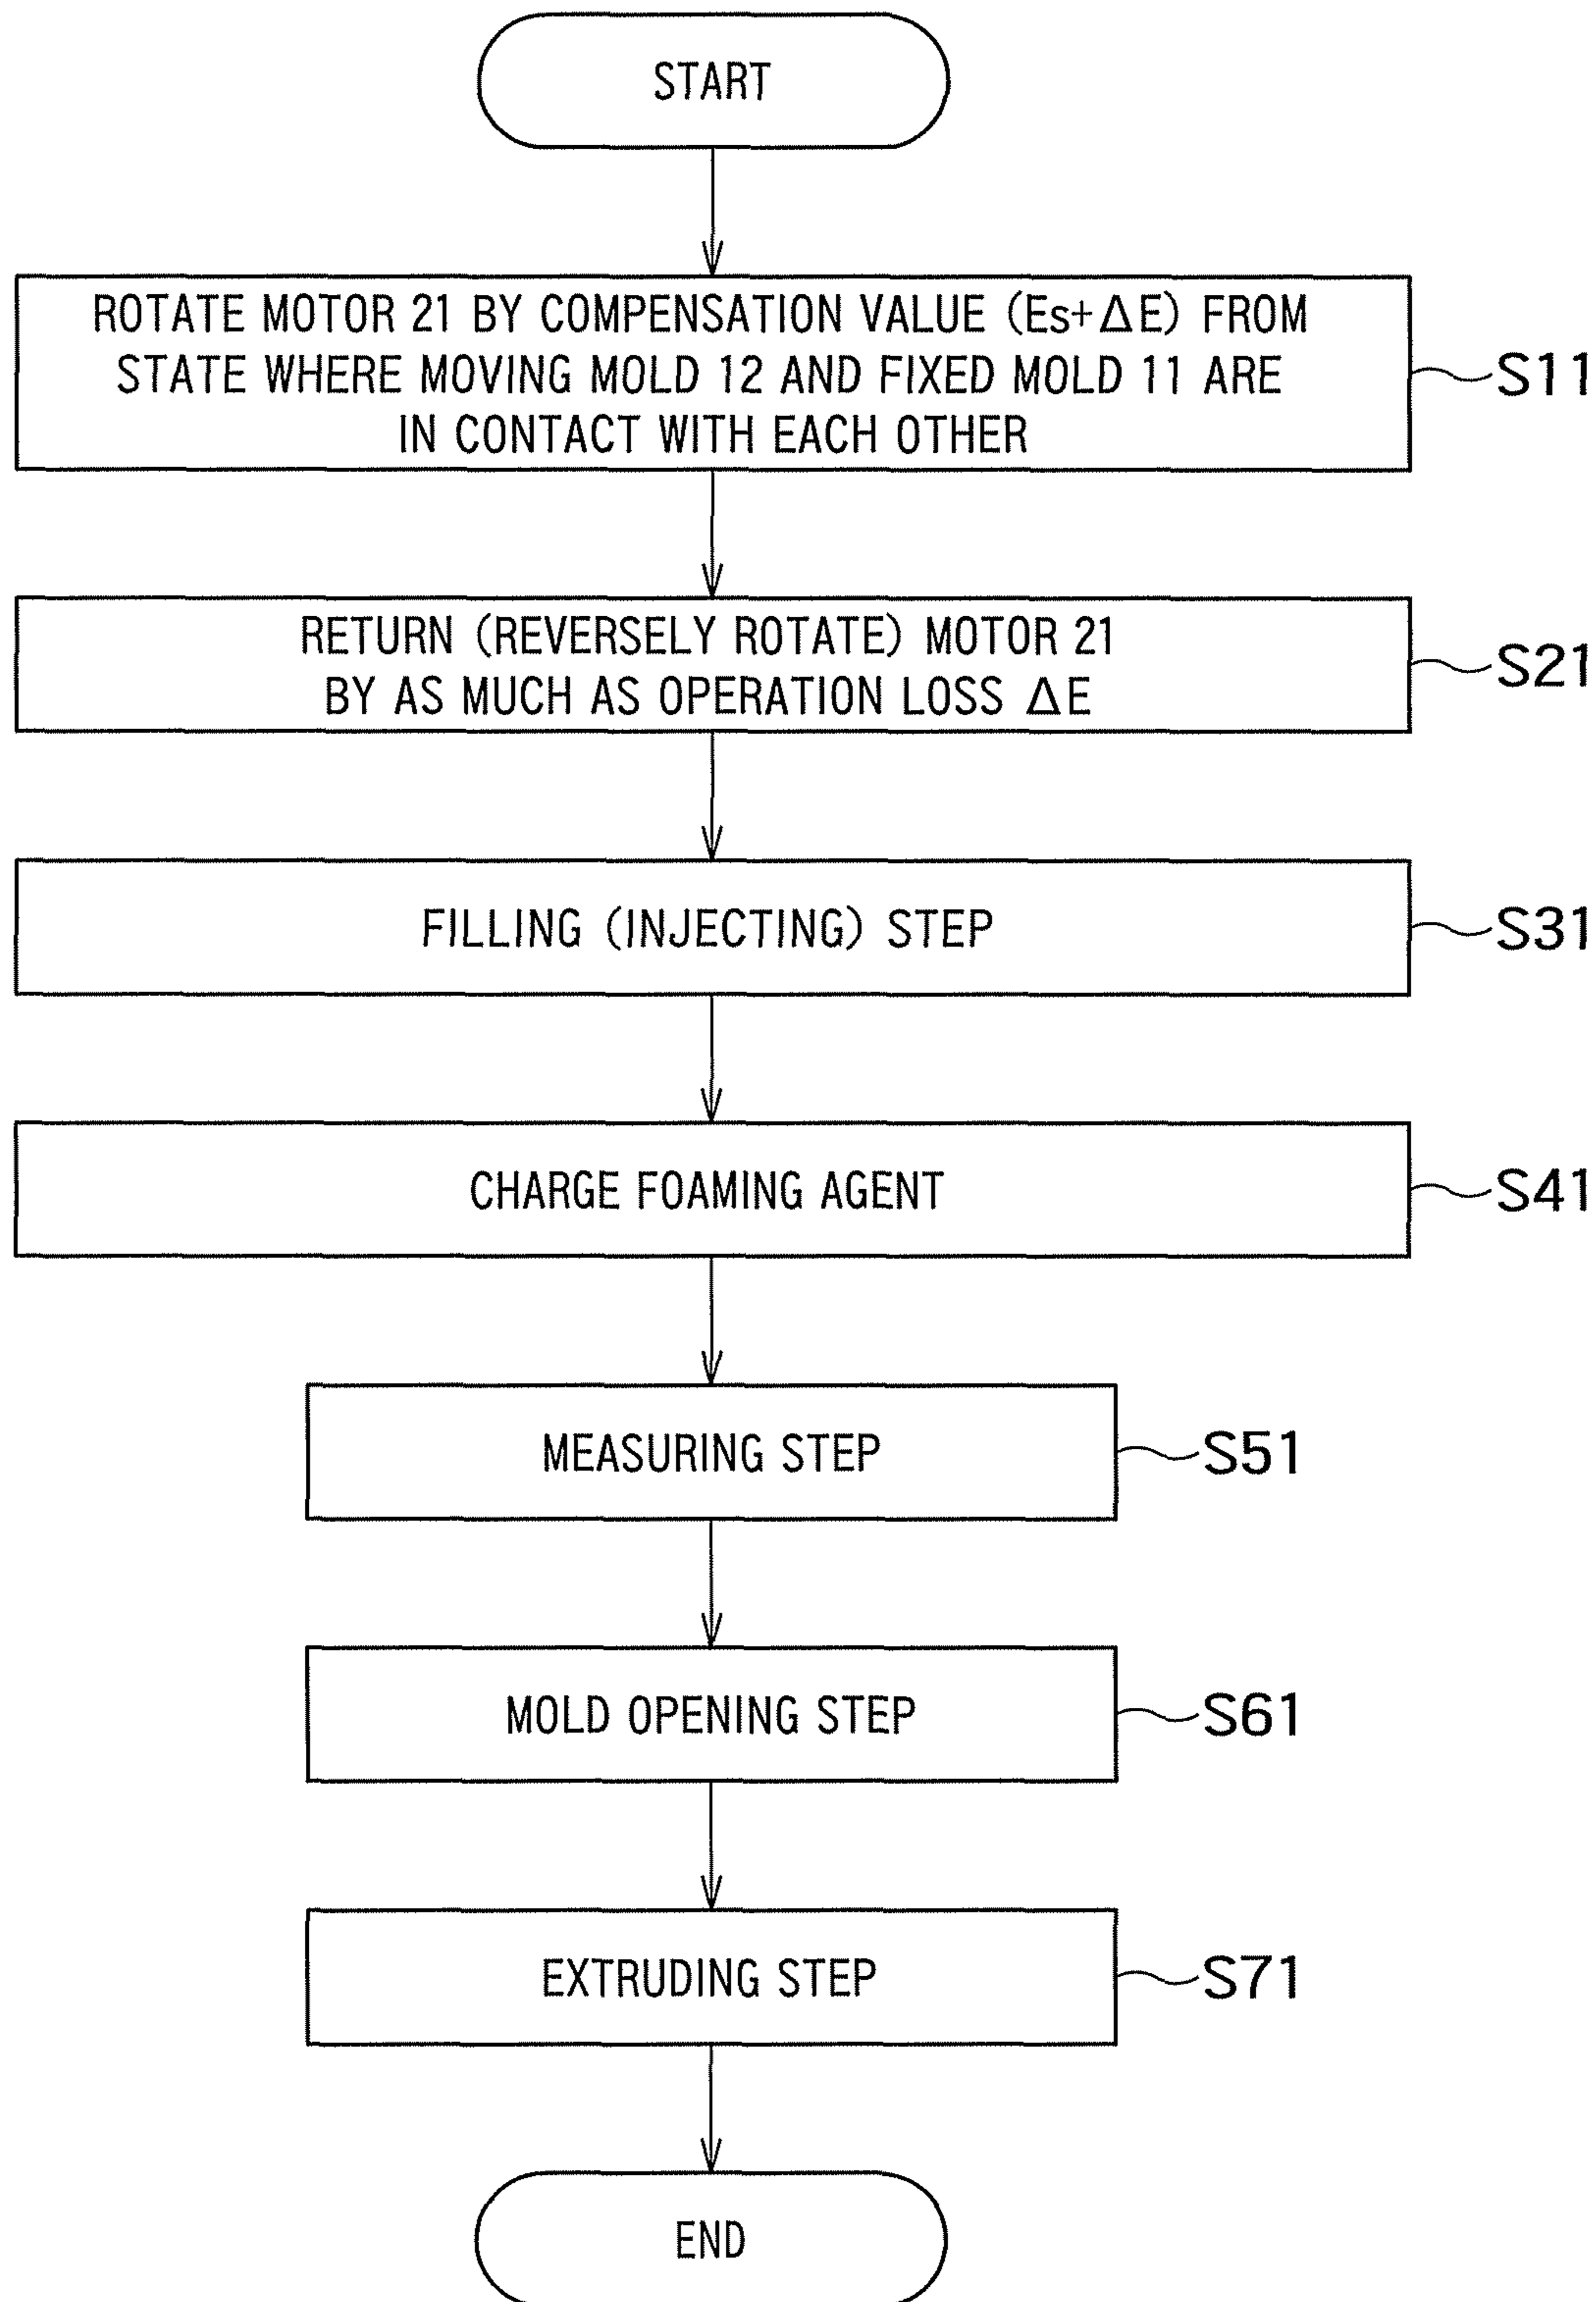 START
ROTATE MOTOR 21 BY COMPENSATION VALUE (Es+ΔE) FROM
STATE WHERE MOVING MOLD 12 AND FIXED MOLD 11 ARE
IN CONTACT WITH EACH OTHER
S11
RETURN (REVERSELY ROTATE) MOTOR 21
BY AS MUCH AS OPERATION LOSS ΔE
S21
FILLING (INJECTING) STEP
S31
CHARGE FOAMING AGENT
S41
MEASURING STEP
S51
MOLD OPENING STEP
S61
EXTRUDING STEP
S71
END